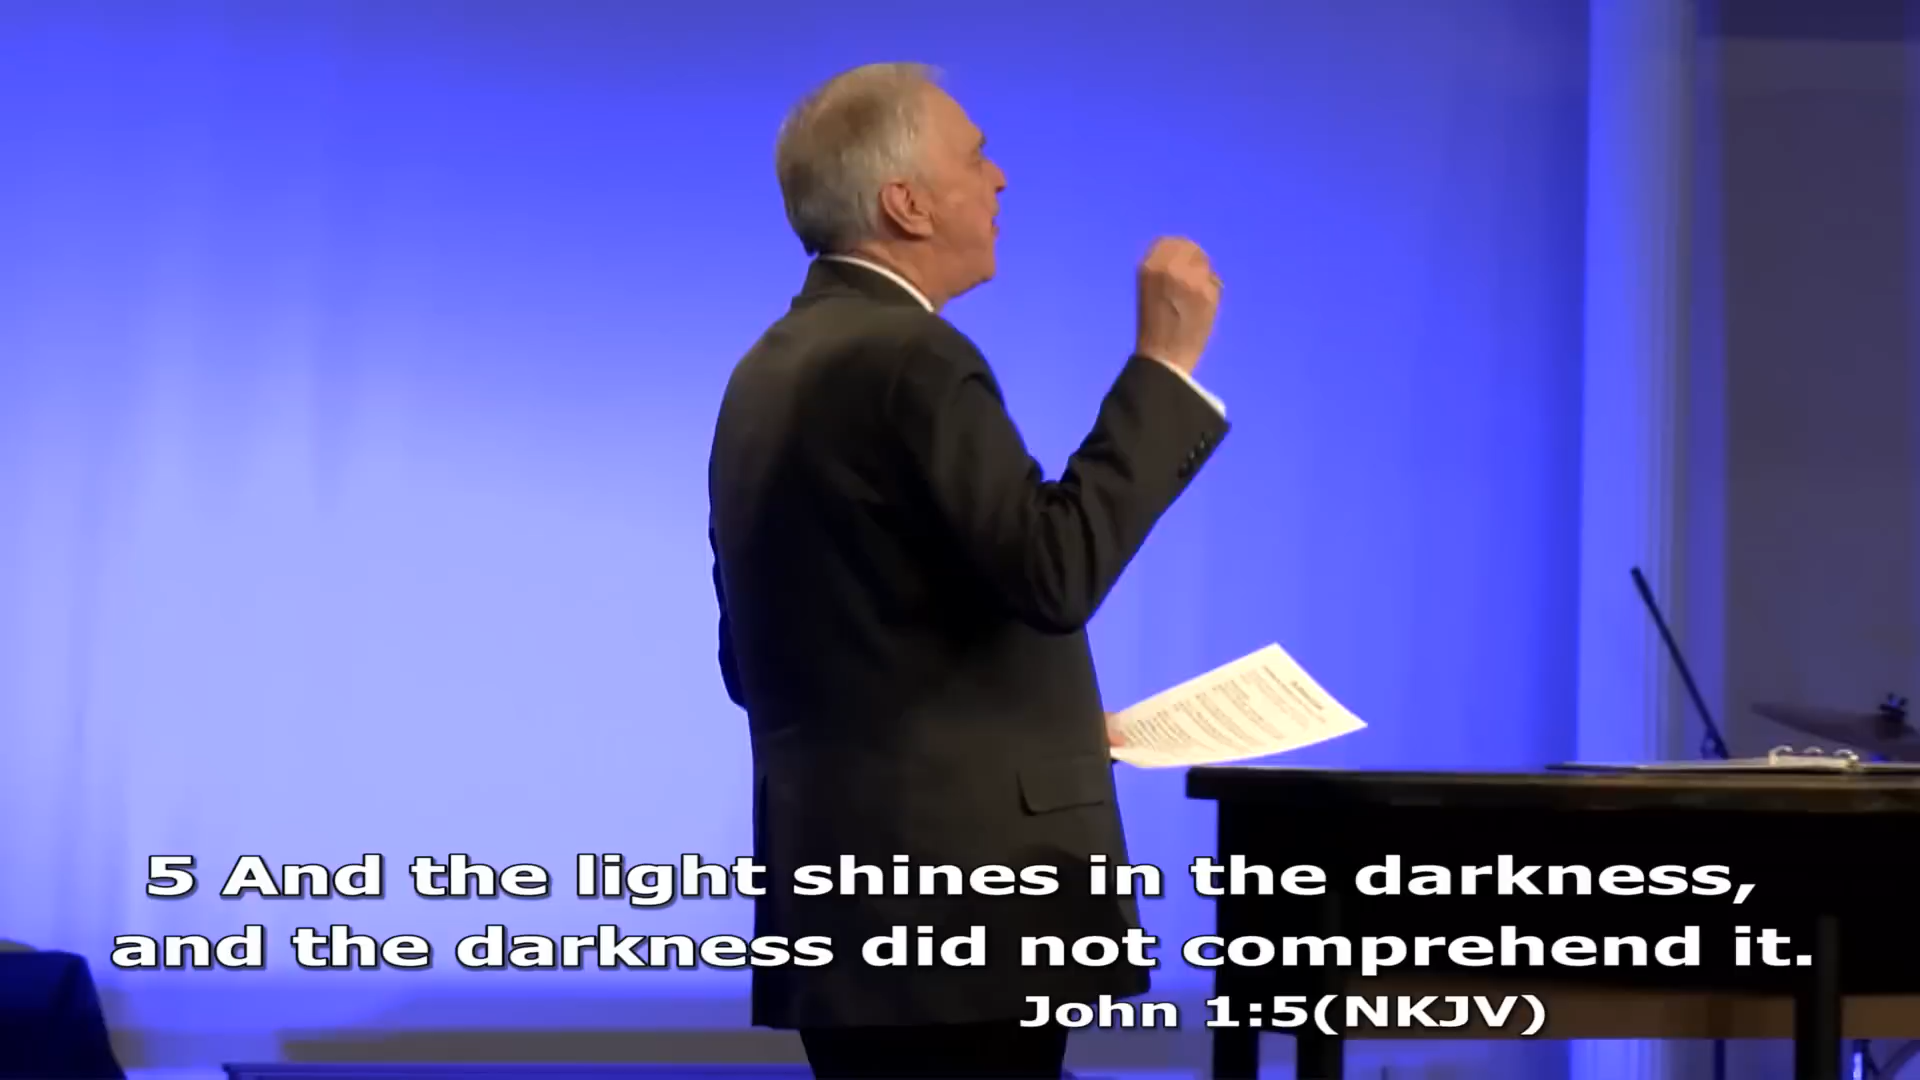 5 And the light shines in the darkness,
and the darkness did not comprehend it.
John 1:5(NKJV)